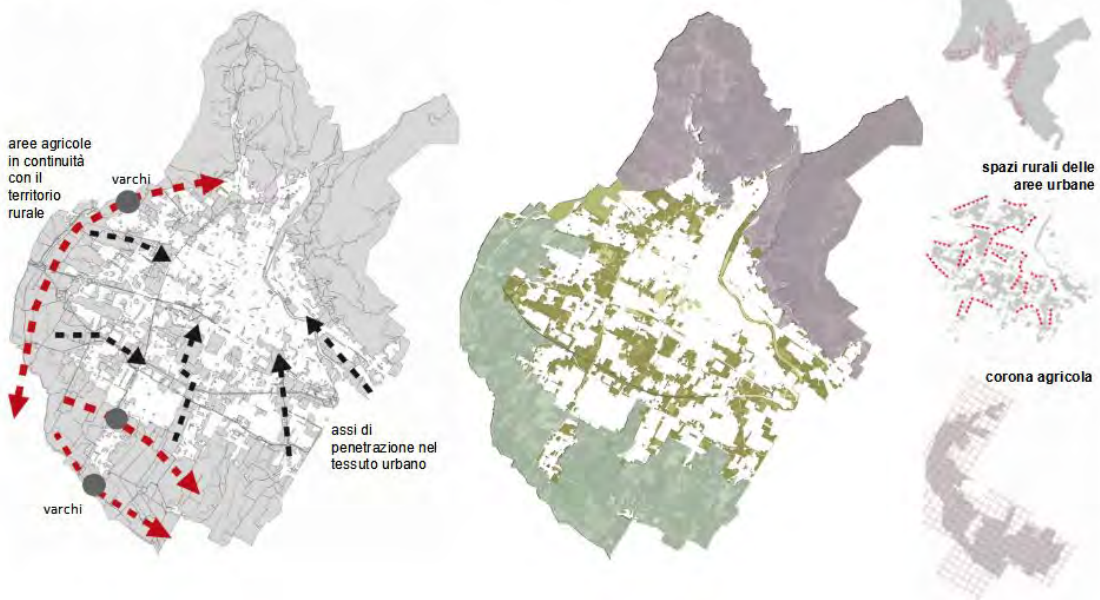 aree agricole
in continuità
con il
territorio
rurale
varchi
varchi
assi di
penetrazione nel
tessuto urbano
spazi rurali delle
aree urbane
corona agricola